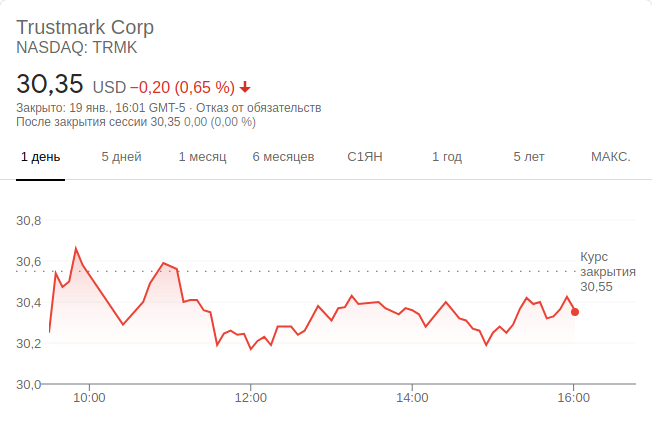 Trustmark Corp
NASDAQ: TRMK
30,35 USD −0,20 (0,65 %)
Закрыто: 19 янв., 16:01 GMT-5 · Отказ от обязательств
После закрытия сессии 30,35 0,00 (0,00 %)
1 день 5 дней 1 месяц 6 месяцев С1ЯН 1 год 5 лет МАКС.
30,8
30,6
30,4
30,2
30,0
Курс
закрытия
30,55
10:00 12:00 14:00 16:00